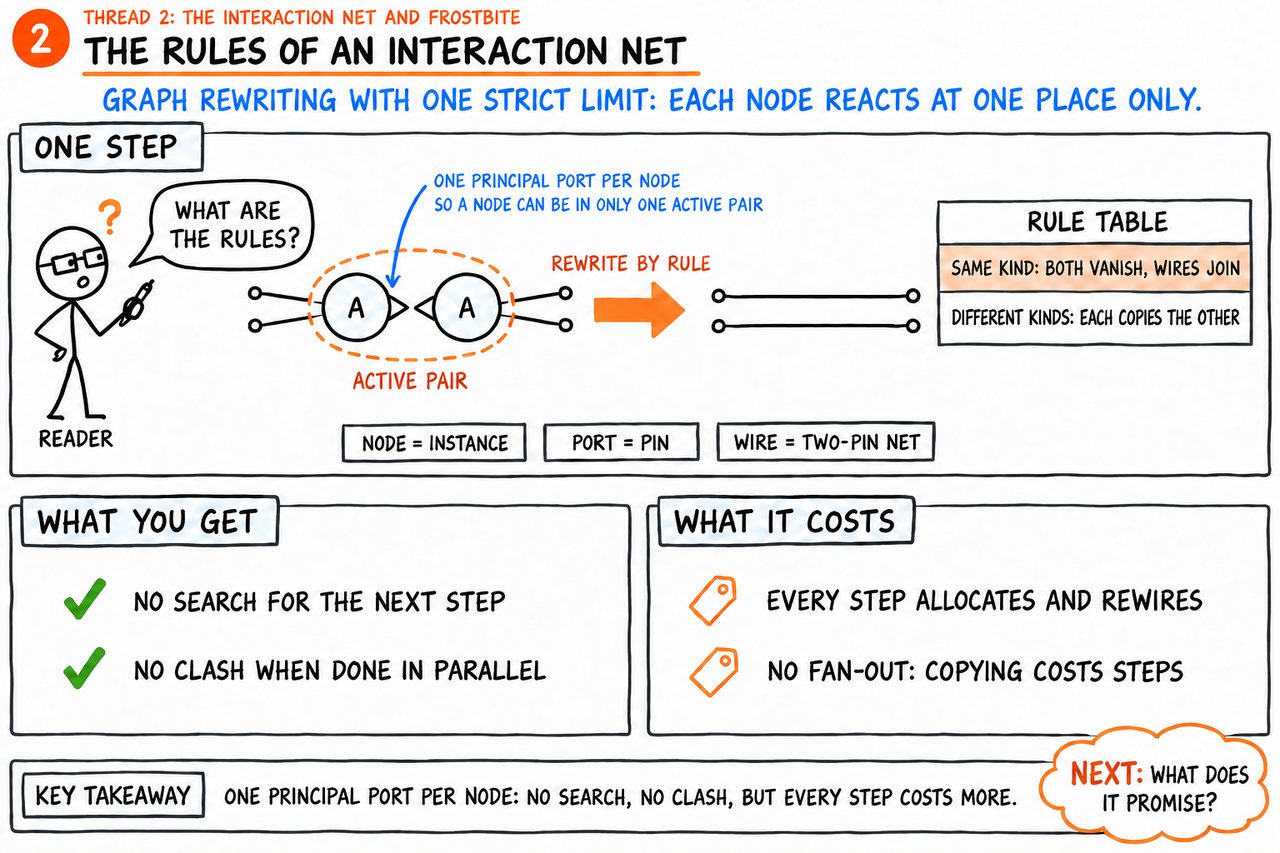 2
THREAD 2: THE INTERACTION NET AND FROSTBITE
THE RULES OF AN INTERACTION NET
GRAPH REWRITING WITH ONE STRICT LIMIT: EACH NODE REACTS AT ONE PLACE ONLY.
ONE STEP
?
WHAT ARE
THE RULES?
READER
ONE PRINCIPAL PORT PER NODE
SO A NODE CAN BE IN ONLY ONE ACTIVE PAIR
A
A
ACTIVE PAIR
REWRITE BY RULE
RULE TABLE
SAME KIND: BOTH VANISH, WIRES JOIN
DIFFERENT KINDS: EACH COPIES THE OTHER
NODE = INSTANCE
PORT = PIN
WIRE = TWO-PIN NET
WHAT YOU GET
NO SEARCH FOR THE NEXT STEP
NO CLASH WHEN DONE IN PARALLEL
WHAT IT COSTS
EVERY STEP ALLOCATES AND REWIRES
NO FAN-OUT: COPYING COSTS STEPS
KEY TAKEAWAY
ONE PRINCIPAL PORT PER NODE: NO SEARCH, NO CLASH, BUT EVERY STEP COSTS MORE.
NEXT: WHAT DOES
IT PROMISE?